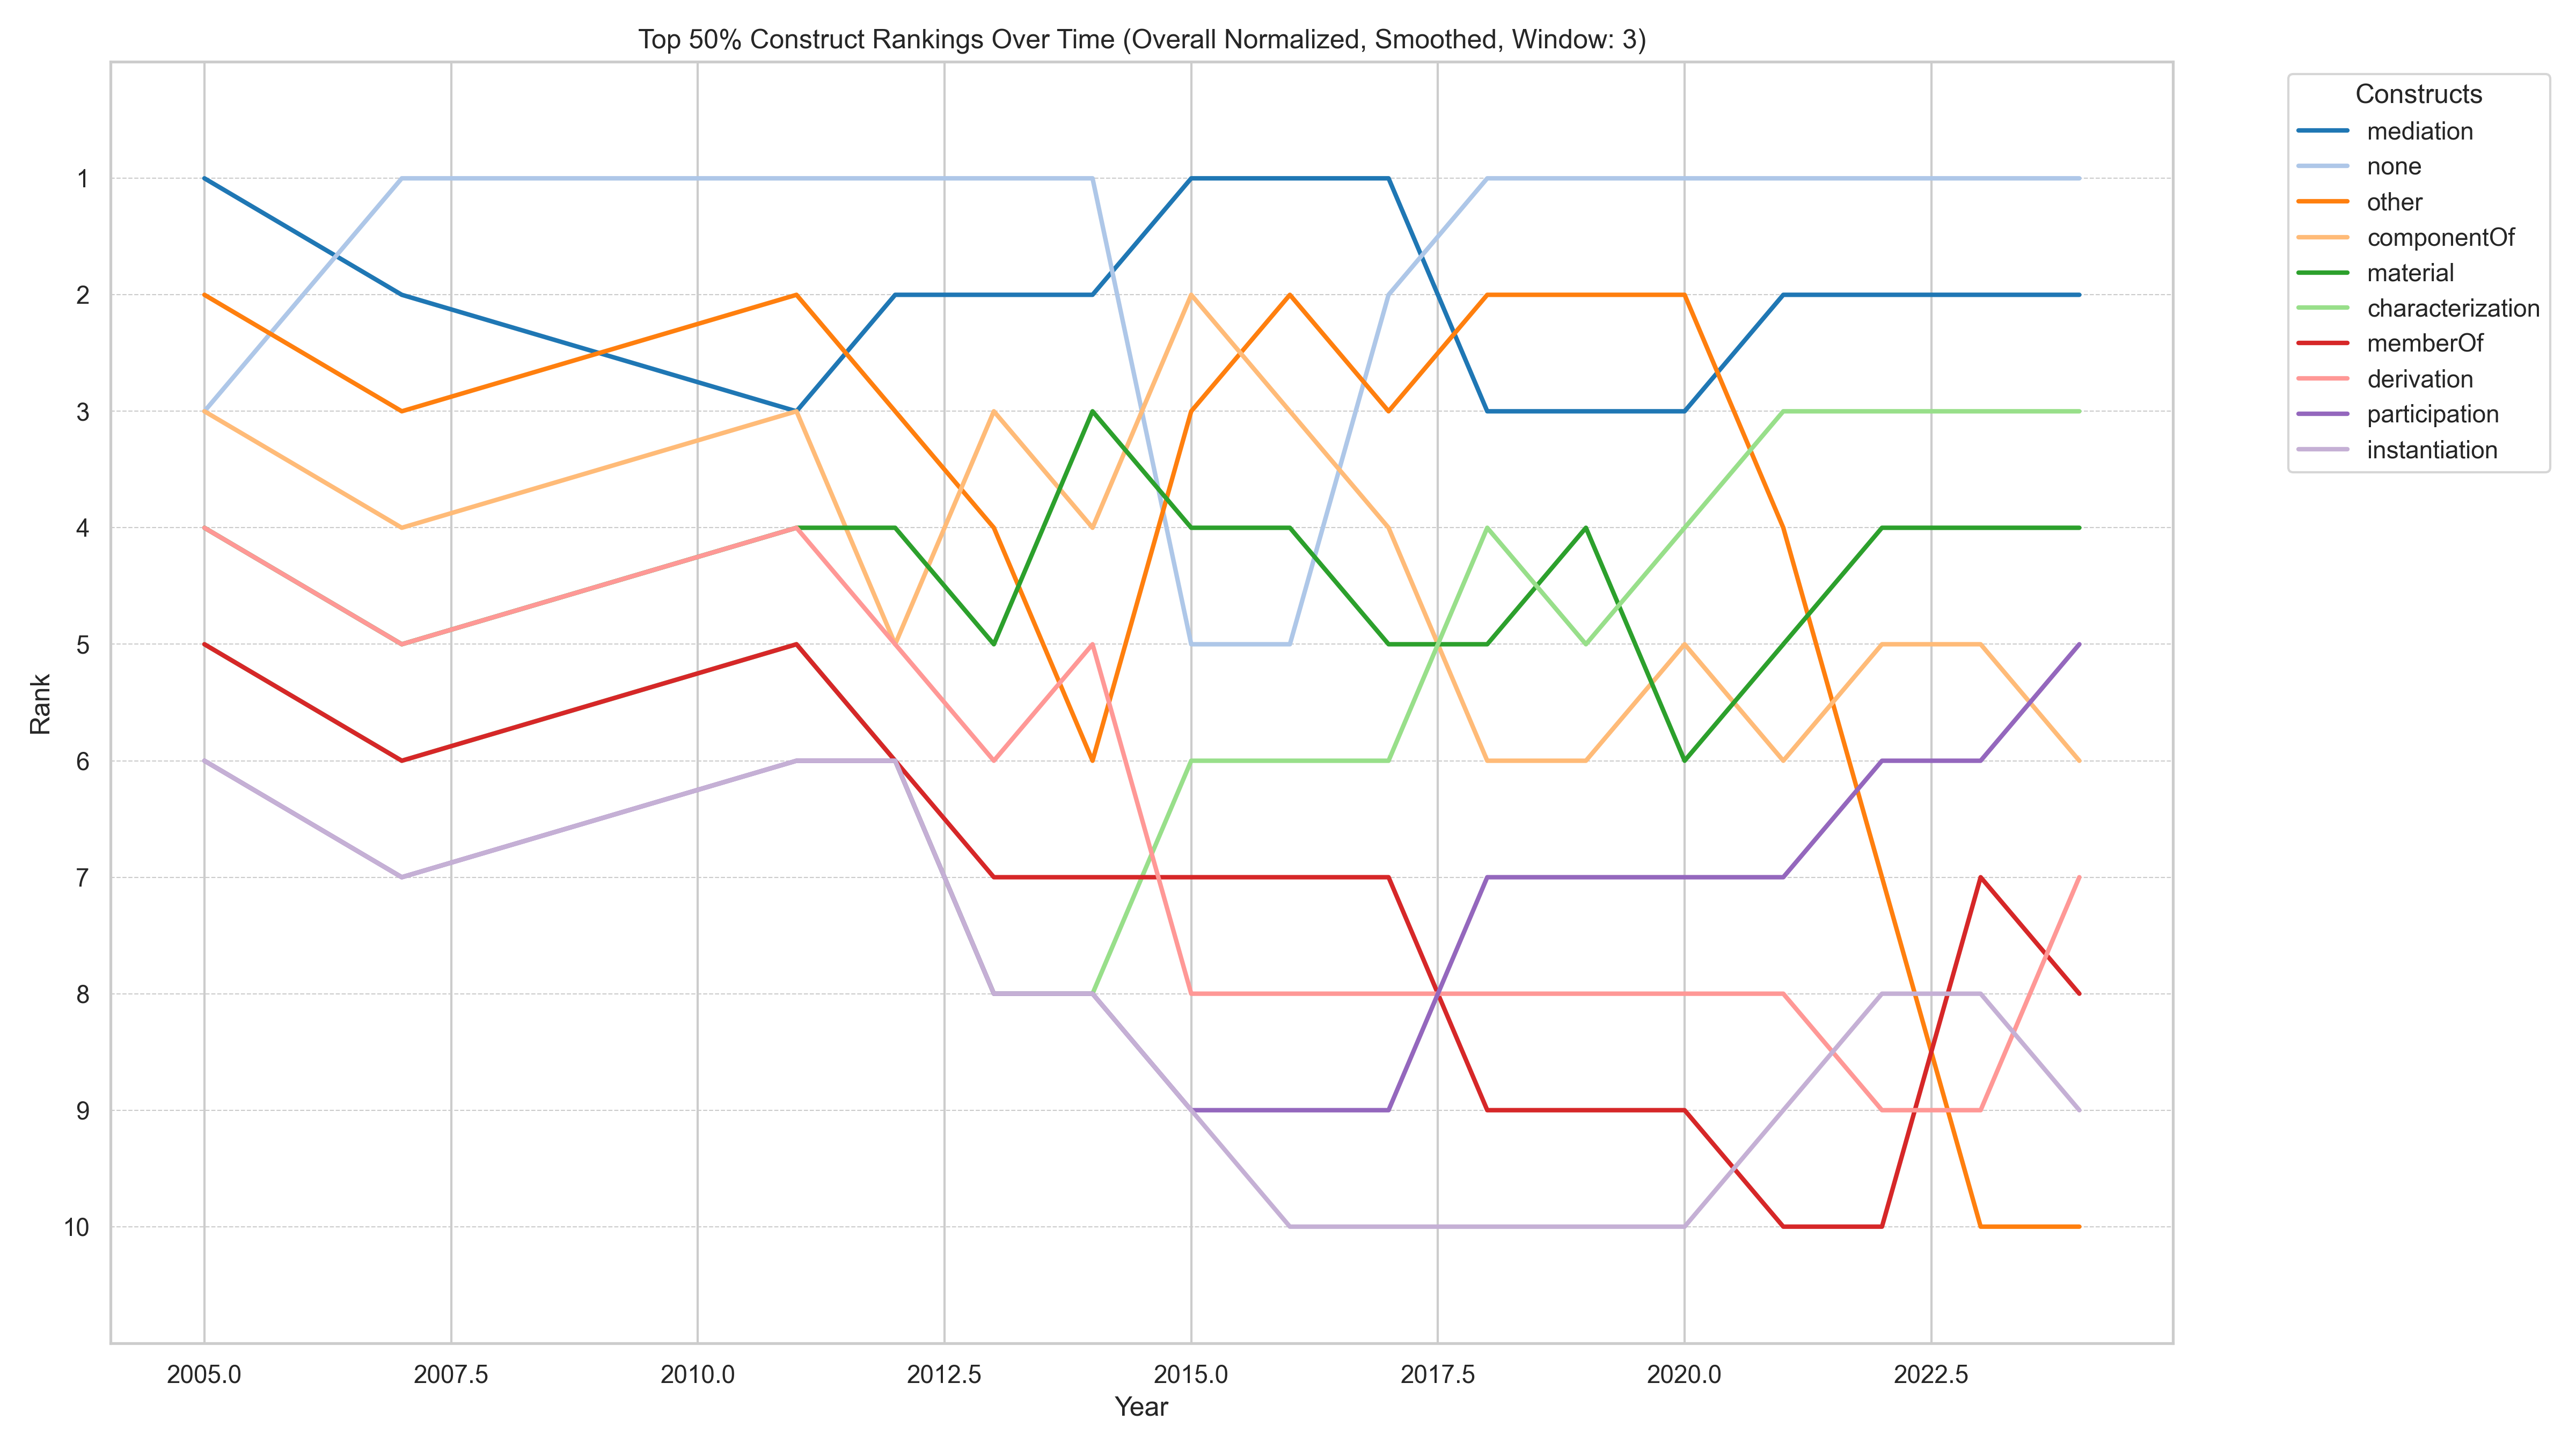 Top 50% Construct Rankings Over Time (Overall Normalized, Smoothed, Window: 3)
Constructs
mediation
none
other
componentOf
material
characterization
memberOf
derivation
participation
instantiation
Rank
1
2
3
4
5
6
7
8
9
10
2005.0 2007.5 2010.0 2012.5 2015.0 2017.5 2020.0 2022.5
Year